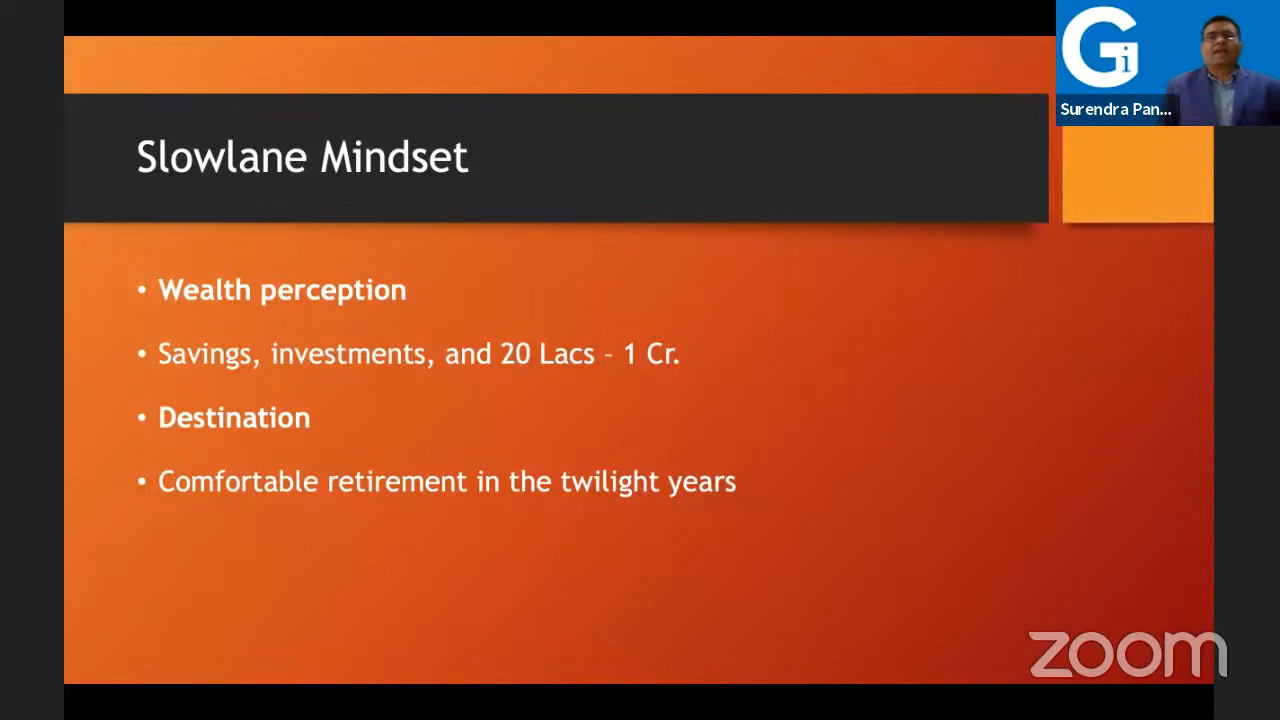 Gi
Surendra Pan...
Slowlane Mindset
• Wealth perception
• Savings, investments, and 20 Lacs – 1 Cr.
• Destination
• Comfortable retirement in the twilight years
zoom